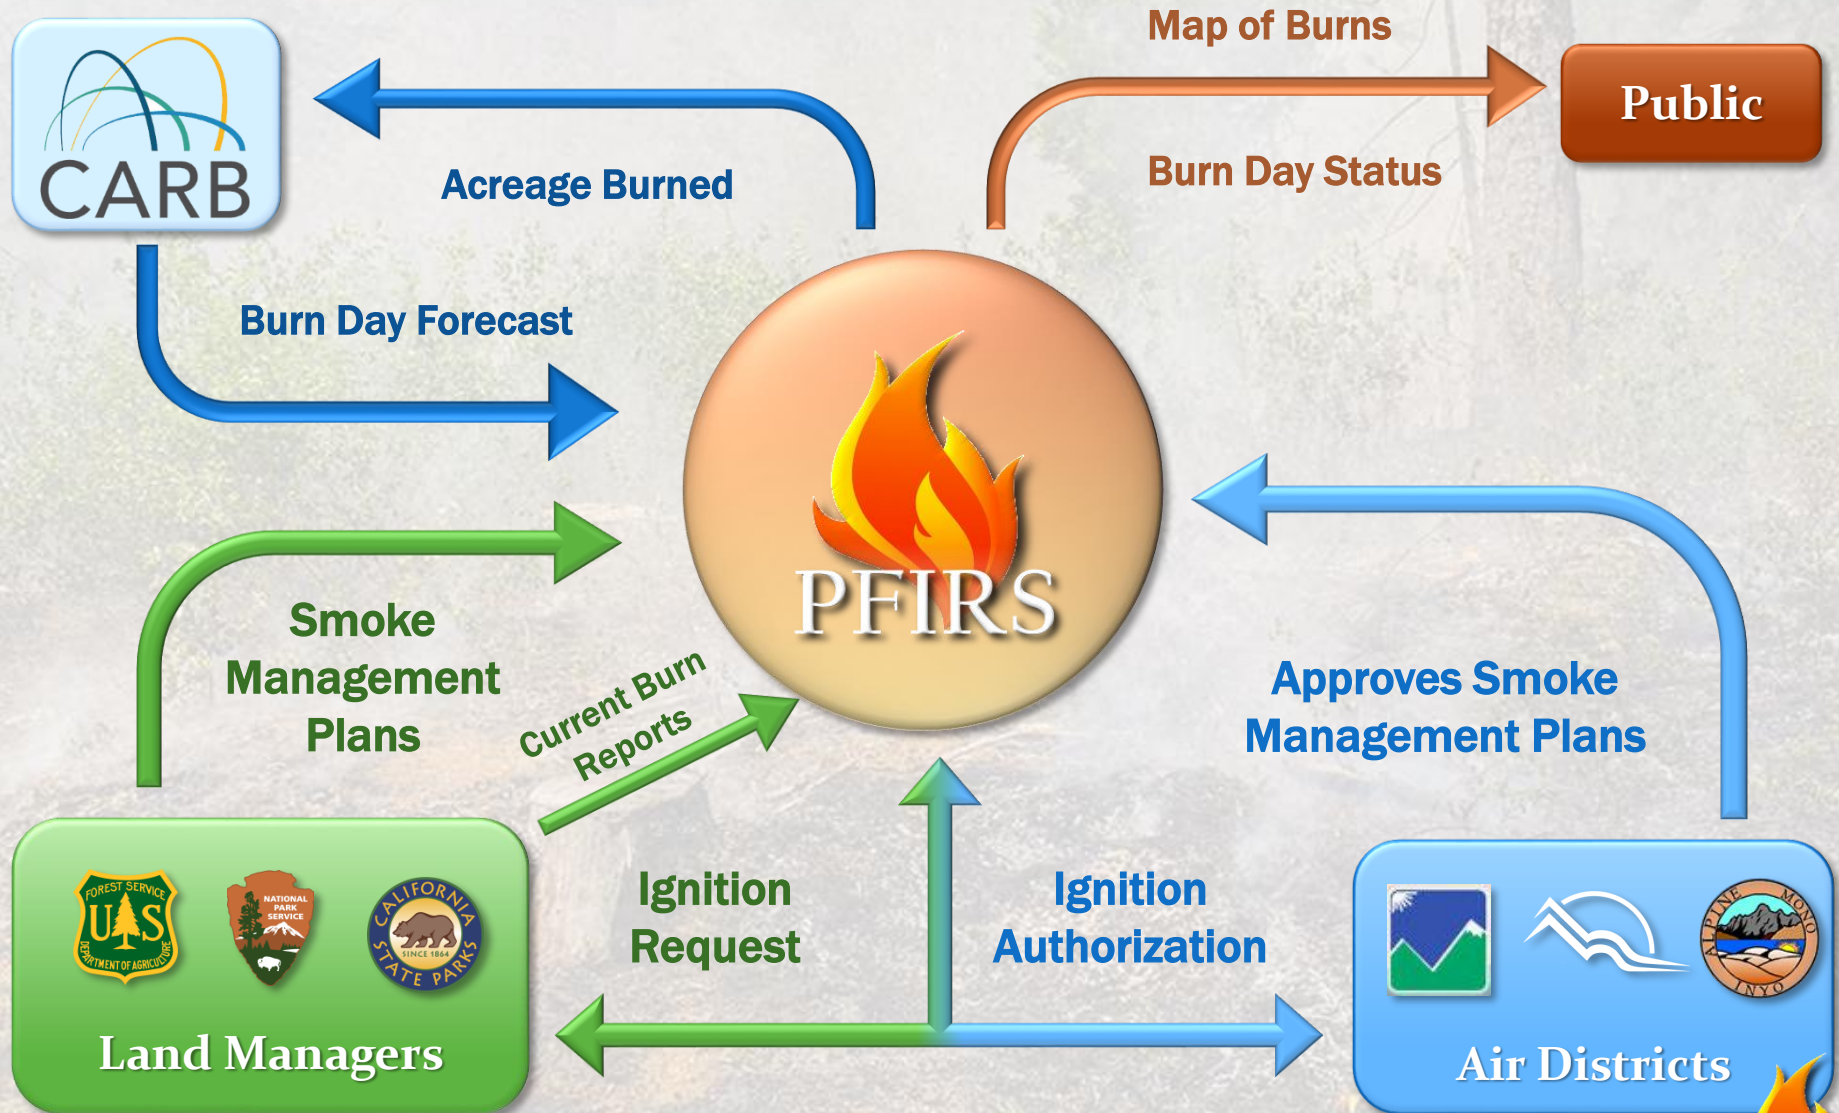 Map of Burns
CARB
Public
Acreage Burned
Burn Day Status
Burn Day Forecast
PFIRS
Smoke
Management
Plans
Current Burn
Reports
Approves Smoke
Management Plans
FOREST SERVICE
UAS
DEPARTMENT OF AGRICULTURE
NATIONAL
PARK
SERVICE
CALIFORNIA
SINCE 1864
STATE PARKS
Land Managers
Ignition
Request
Ignition
Authorization
ALPINE MONO
INYO
Air Districts